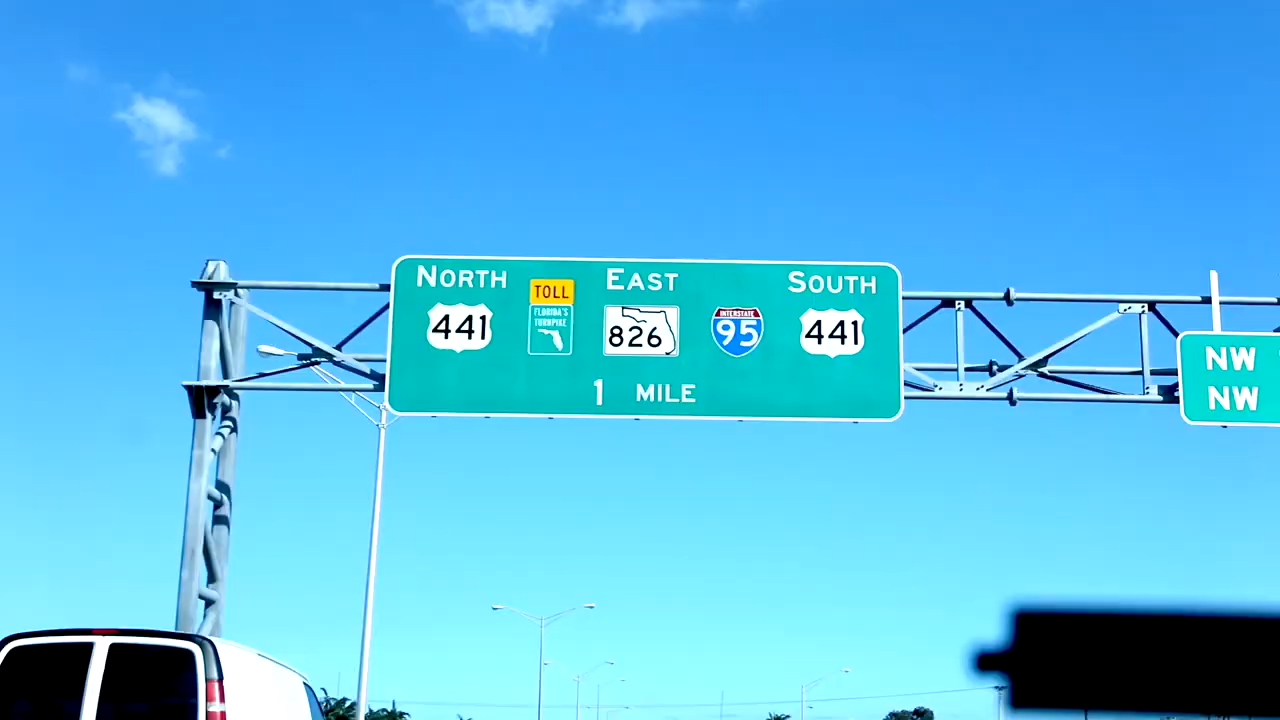 NORTH EAST SOUTH
TOLL
FLORIDA'S
TURNPIKE
INTERSTATE
441 826 95 441
1 MILE
NW
NW